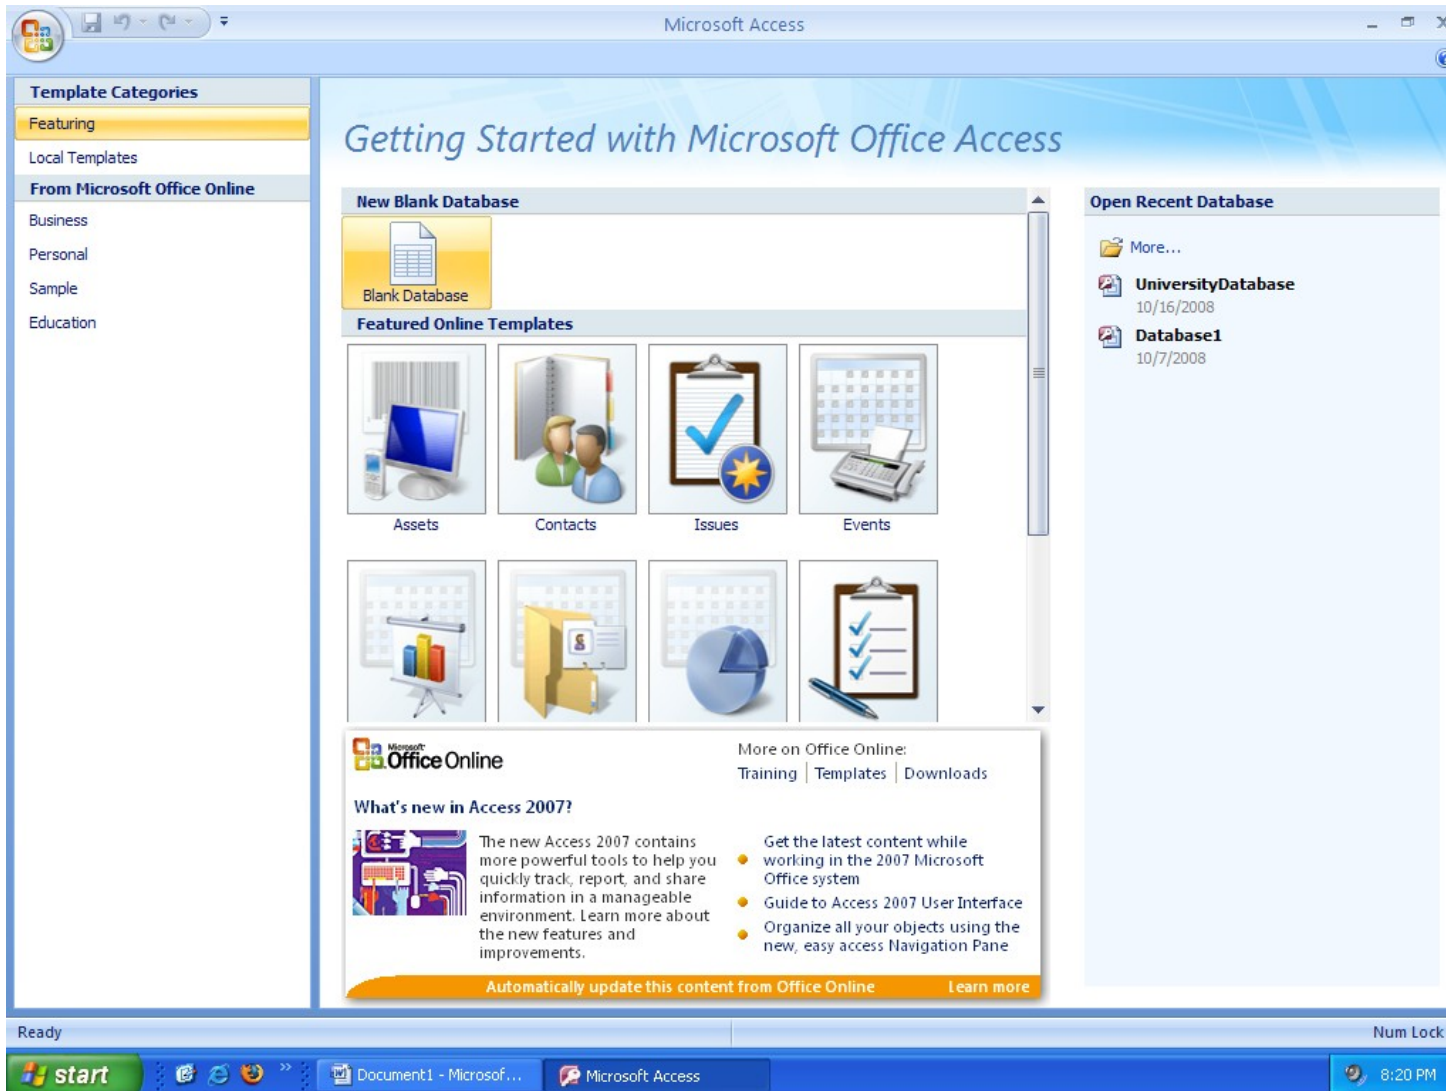 Microsoft Access
Template Categories
Featuring
Local Templates
From Microsoft Office Online
Business
Personal
Sample
Education
Getting Started with Microsoft Office Access
New Blank Database
Blank Database
Featured Online Templates
Assets
Contacts
Issues
Events
Open Recent Database
More...
UniversityDatabase
10/16/2008
Database1
10/7/2008
Microsoft
Office Online
More on Office Online:
Training | Templates | Downloads
What's new in Access 2007?
The new Access 2007 contains
more powerful tools to help you
quickly track, report, and share
information in a manageable
environment. Learn more about
the new features and
improvements.
Get the latest content while
working in the 2007 Microsoft
Office system
Guide to Access 2007 User Interface
Organize all your objects using the
new, easy access Navigation Pane
Automatically update this content from Office Online
Learn more
Ready
Num Lock
start
Document1 - Microsof...
Microsoft Access
8:20 PM